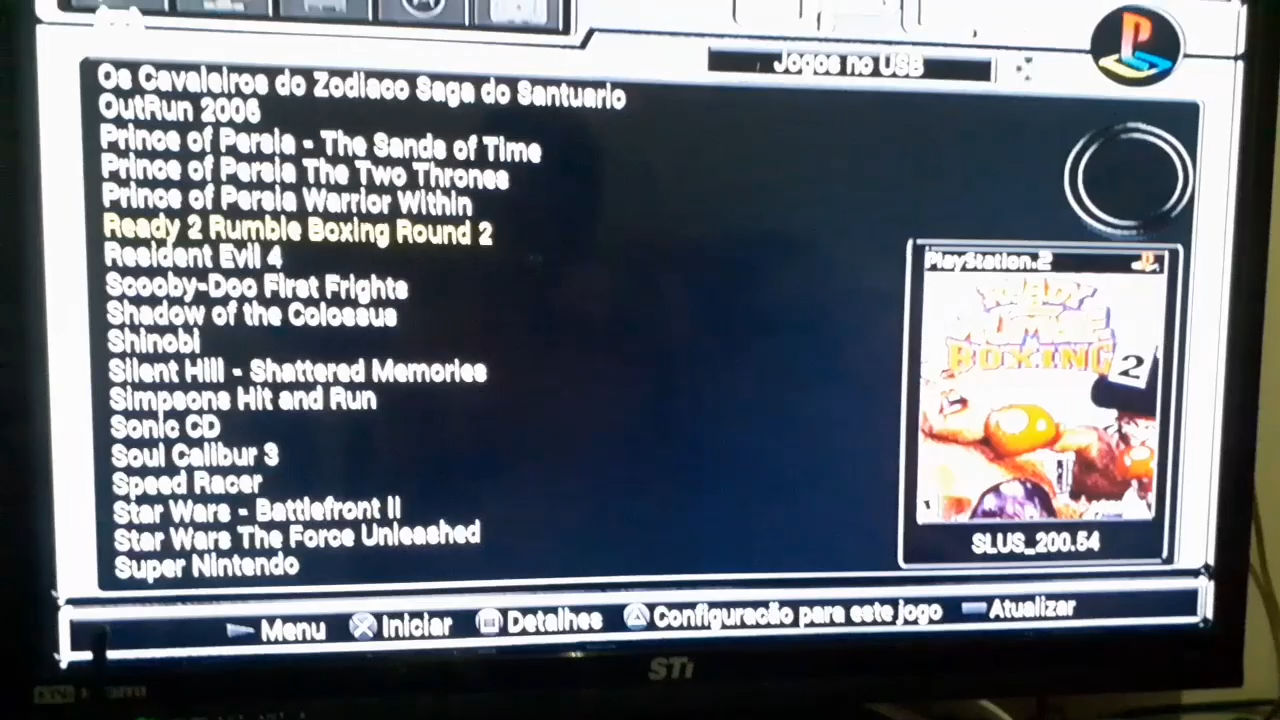 Jogos no USB
Os Cavaleiros do Zodiaco Saga do Santuario
OutRun 2006
Prince of Persia - The Sands of Time
Prince of Persia The Two Thrones
Prince of Persia Warrior Within
Ready 2 Rumble Boxing Round 2
Resident Evil 4
Scooby-Doo First Frights
Shadow of the Colossus
Shinobi
Silent Hill - Shattered Memories
Simpsons Hit and Run
Sonic CD
Soul Calibur 3
Speed Racer
Star Wars - Battlefront II
Star Wars The Force Unleashed
Super Nintendo
PlayStation.2
READY
2
RUMBLE
BOXING
SLUS_200.54
Menu Iniciar Detalhes Configuracão para este jogo Atualizar
STi